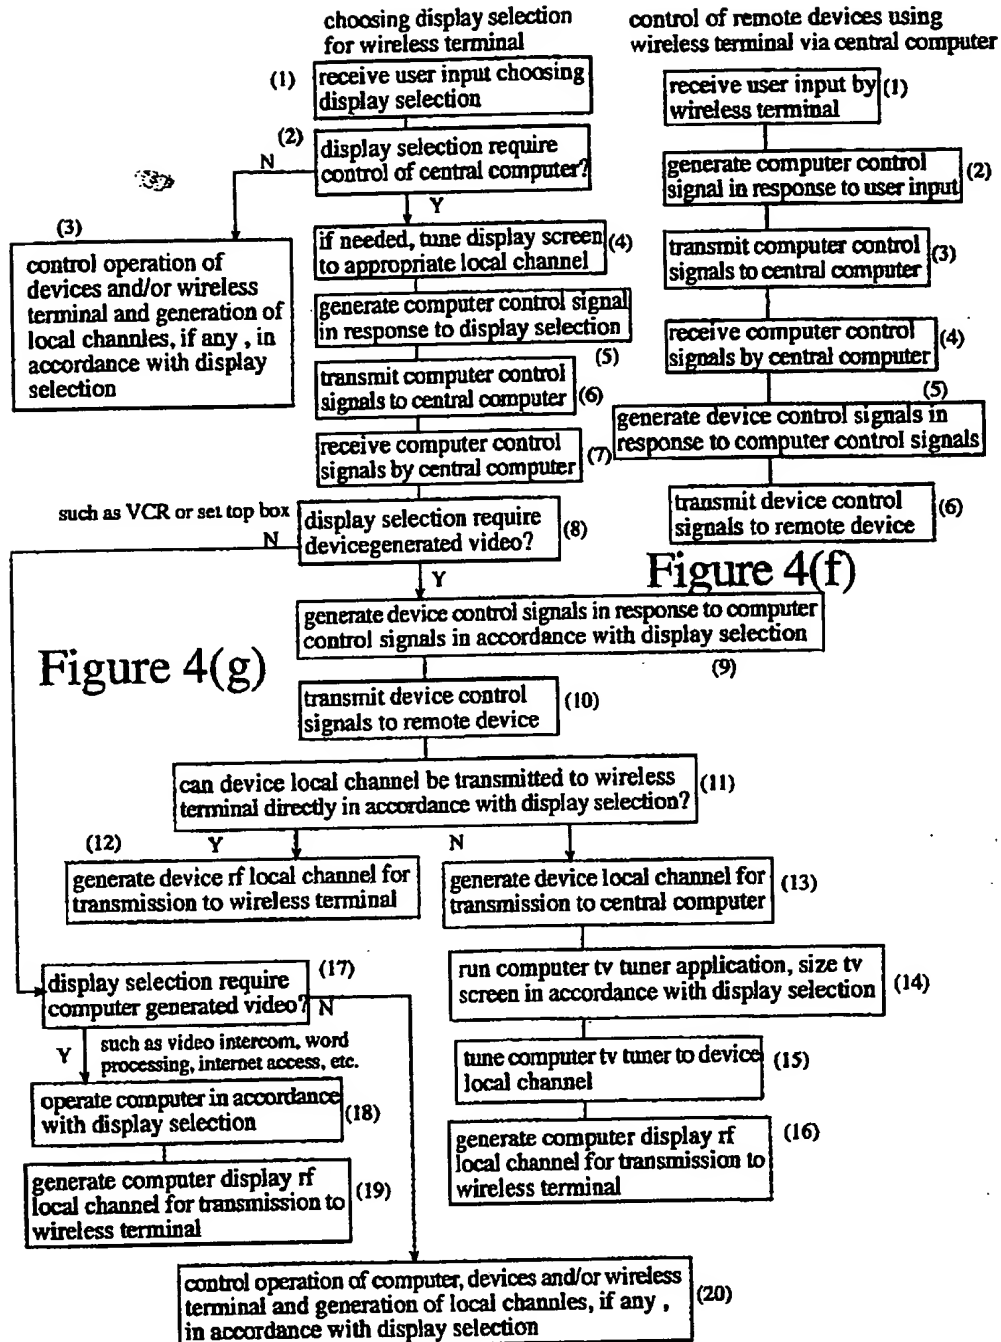 choosing display selection
for wireless terminal
(1)
receive user input choosing
display selection
(2)
display selection require
control of central computer?
N
Y
(3)
control operation of
devices and/or wireless
terminal and generation of
local channles, if any , in
accordance with display
selection
if needed, tune display screen
to appropriate local channel
(4)
generate computer control signal
in response to display selection
(5)
transmit computer control
signals to central computer
(6)
receive computer control
signals by central computer
(7)
such as VCR or set top box
display selection require
devicegenerated video?
(8)
N
Y
generate device control signals in response to computer
control signals in accordance with display selection
(9)
Figure 4(g)
transmit device control
signals to remote device
(10)
can device local channel be transmitted to wireless
terminal directly in accordance with display selection?
(11)
Y
N
(12)
generate device rf local channel for
transmission to wireless terminal
generate device local channel for
transmission to central computer
(13)
run computer tv tuner application, size tv
screen in accordance with display selection
(14)
tune computer tv tuner to device
local channel
(15)
generate computer display rf
local channel for transmission to
wireless terminal
(16)
display selection require
computer generated video?
(17)
N
Y
such as video intercom, word
processing, internet access, etc.
operate computer in accordance
with display selection
(18)
generate computer display rf
local channel for transmission to
wireless terminal
(19)
control operation of computer, devices and/or wireless
terminal and generation of local channles, if any ,
in accordance with display selection
(20)
control of remote devices using
wireless terminal via central computer
receive user input by
wireless terminal
(1)
generate computer control
signal in response to user input
(2)
transmit computer control
signals to central computer
(3)
receive computer control
signals by central computer
(4)
(5)
generate device control signals in
response to computer control signals
transmit device control
signals to remote device
(6)
Figure 4(f)